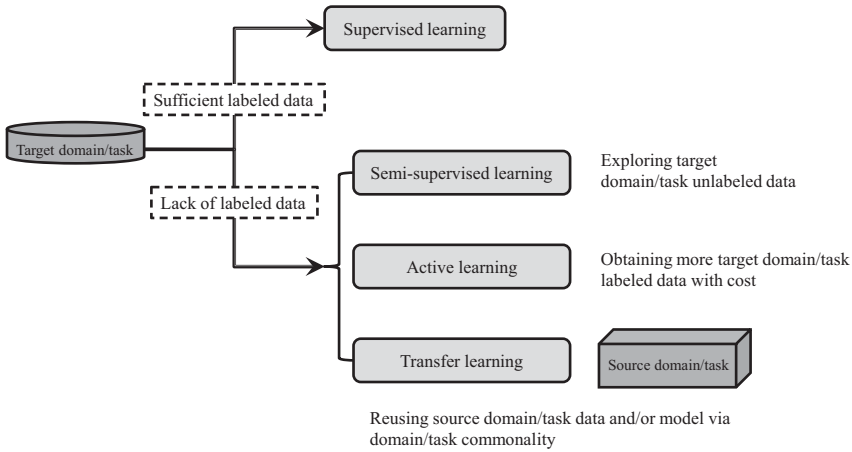 Supervised learning
Sufficient labeled data
Target domain/task
Lack of labeled data
Semi-supervised learning
Exploring target
domain/task unlabeled data
Active learning
Obtaining more target domain/task
labeled data with cost
Transfer learning
Source domain/task
Reusing source domain/task data and/or model via
domain/task commonality